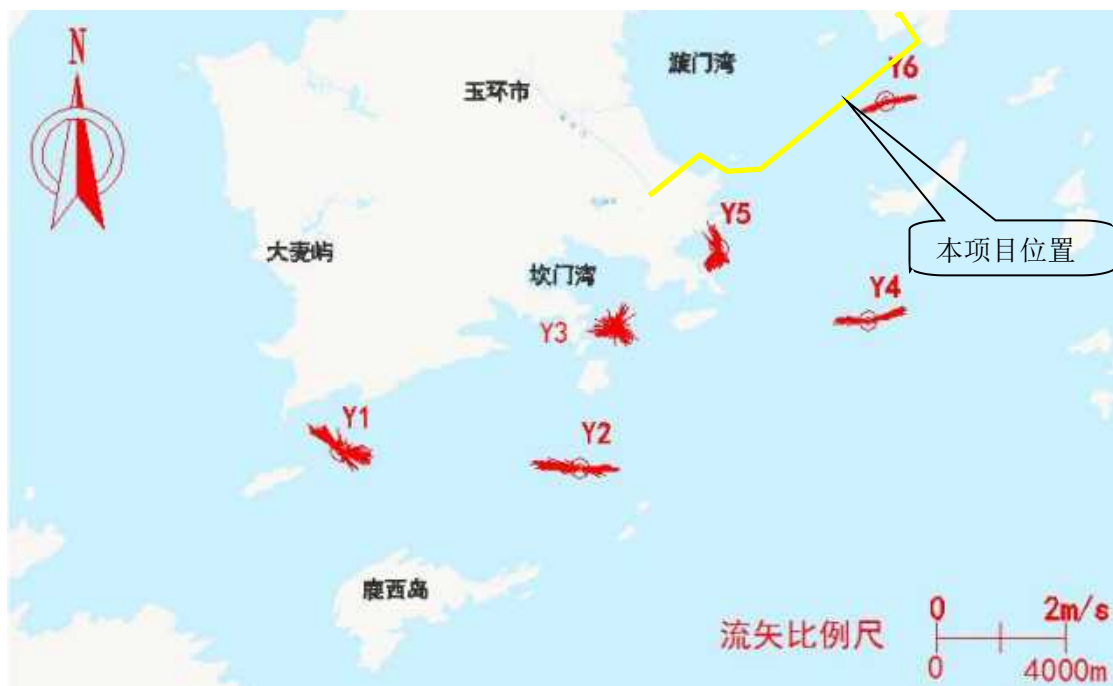 N
漩门湾
玉环市
Y6
Y5
本项目位置
大麦屿
坎门湾
Y4
Y3
Y1
Y2
鹿西岛
0 2m/s
流矢比例尺
0 4000m